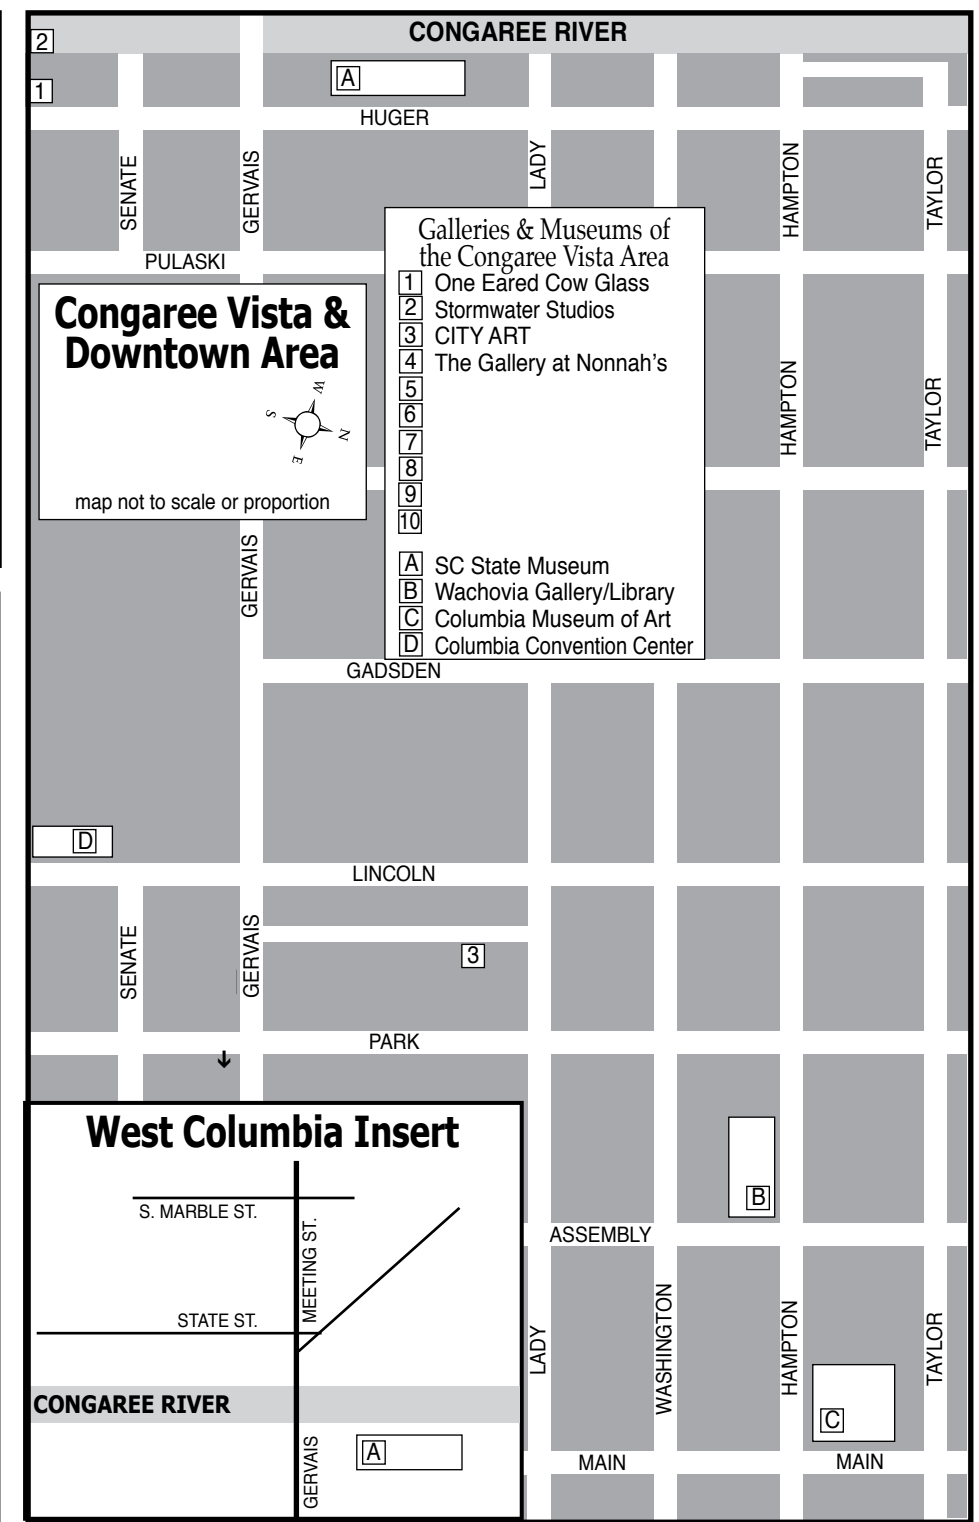 CONGAREE RIVER
2
1
A
HUGER
SENATE
GERVAIS
LADY
HAMPTON
TAYLOR
PULASKI
Congaree Vista &
Downtown Area
W
S
N
E
map not to scale or proportion
Galleries & Museums of
the Congaree Vista Area
1 One Eared Cow Glass
2 Stormwater Studios
3 CITY ART
4 The Gallery at Nonnah's
5
6
7
8
9
10
A SC State Museum
B Wachovia Gallery/Library
C Columbia Museum of Art
D Columbia Convention Center
HAMPTON
TAYLOR
GERVAIS
GADSDEN
D
LINCOLN
SENATE
GERVAIS
3
PARK
West Columbia Insert
S. MARBLE ST.
MEETING ST.
STATE ST.
CONGAREE RIVER
GERVAIS
A
B
ASSEMBLY
LADY
WASHINGTON
HAMPTON
TAYLOR
C
MAIN
MAIN